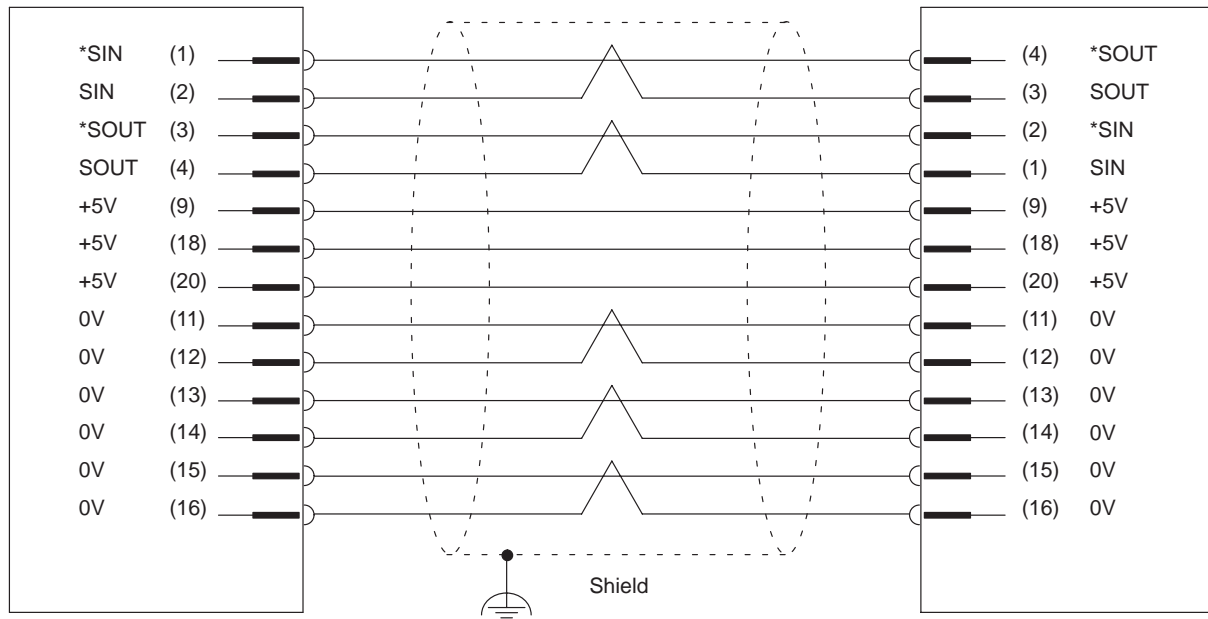 *SIN (1) (4) *SOUT
SIN (2) (3) SOUT
*SOUT (3) (2) *SIN
SOUT (4) (1) SIN
+5V (9) (9) +5V
+5V (18) (18) +5V
+5V (20) (20) +5V
0V (11) (11) 0V
0V (12) (12) 0V
0V (13) (13) 0V
0V (14) (14) 0V
0V (15) (15) 0V
0V (16) (16) 0V
Shield